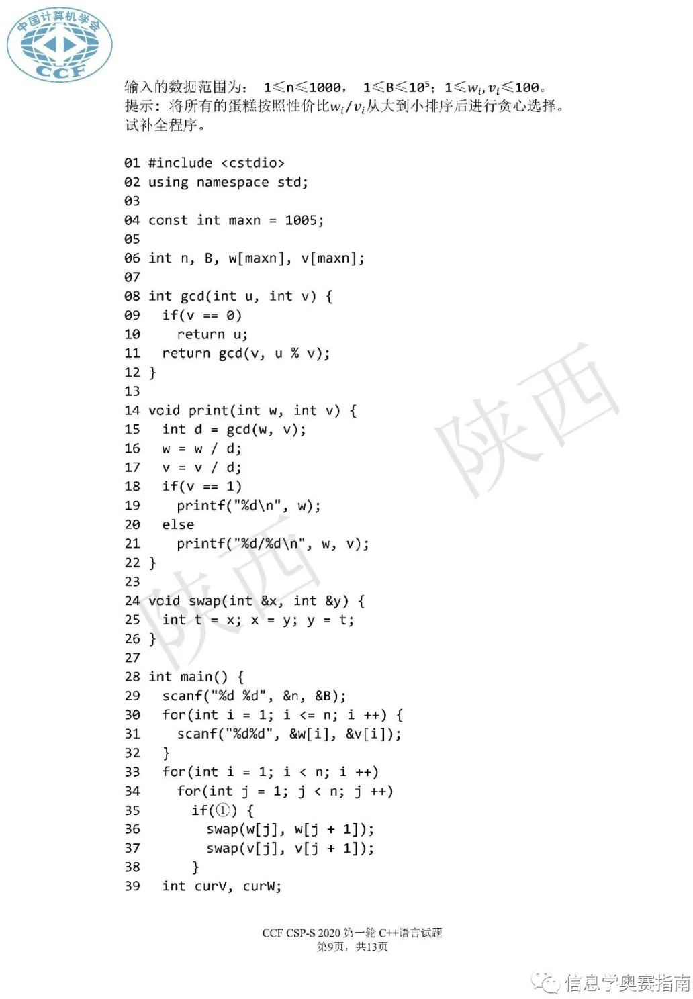 中国计算机学会
CCF
输入的数据范围为： 1≤n≤1000， 1≤B≤10⁵；1≤wᵢ,vᵢ≤100。
提示：将所有的蛋糕按照性价比wᵢ/vᵢ从大到小排序后进行贪心选择。
试补全程序。
01 #include <cstdio>
02 using namespace std;
03
04 const int maxn = 1005;
05
06 int n, B, w[maxn], v[maxn];
07
08 int gcd(int u, int v) {
09   if(v == 0)
10     return u;
11   return gcd(v, u % v);
12 }
13
14 void print(int w, int v) {
15   int d = gcd(w, v);
16   w = w / d;
17   v = v / d;
18   if(v == 1)
19     printf("%d\n", w);
20   else
21     printf("%d/%d\n", w, v);
22 }
23
24 void swap(int &x, int &y) {
25   int t = x; x = y; y = t;
26 }
27
28 int main() {
29   scanf("%d %d", &n, &B);
30   for(int i = 1; i <= n; i ++) {
31     scanf("%d%d", &w[i], &v[i]);
32   }
33   for(int i = 1; i < n; i ++)
34     for(int j = 1; j < n; j ++)
35       if(①) {
36         swap(w[j], w[j + 1]);
37         swap(v[j], v[j + 1]);
38       }
39   int curV, curW;
陕西
陕西
CCF CSP-S 2020 第一轮 C++语言试题
第9页，共13页
信息学奥赛指南